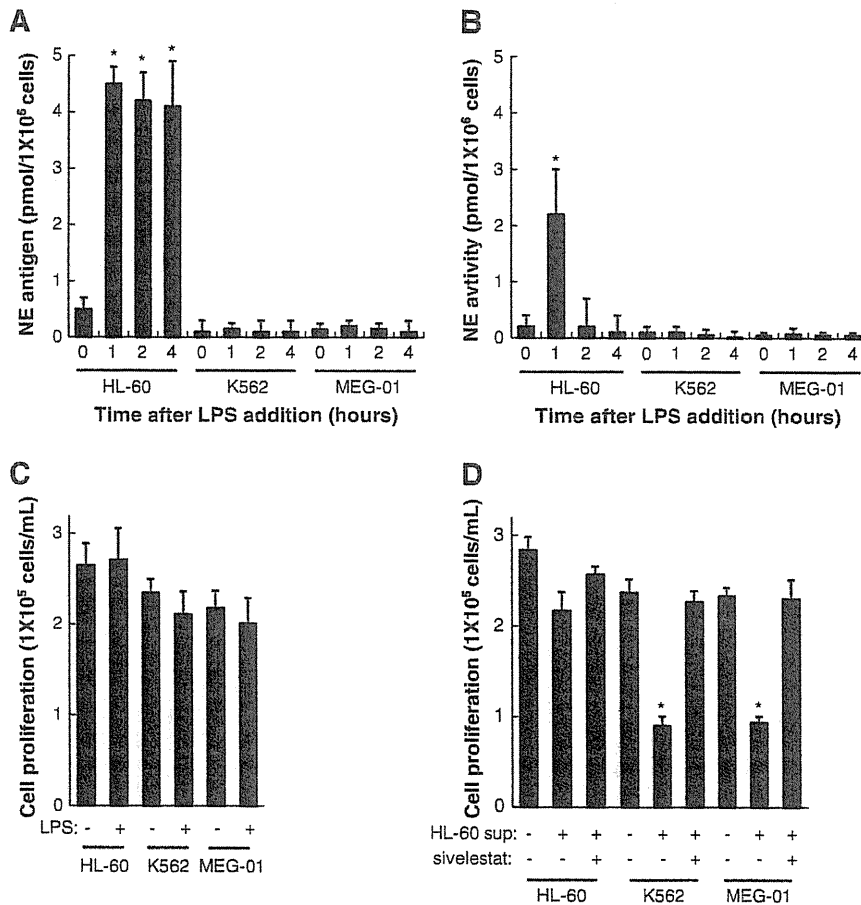 A
NE antigen (pmol/1X10⁶ cells)
5
4
3
2
1
0
* * *
0 1 2 4 0 1 2 4 0 1 2 4
HL-60 K562 MEG-01
Time after LPS addition (hours)
B
NE avtivity (pmol/1X10⁶ cells)
5
4
3
2
1
0
*
0 1 2 4 0 1 2 4 0 1 2 4
HL-60 K562 MEG-01
Time after LPS addition (hours)
C
Cell proliferation (1X10⁵ cells/mL)
3
2
1
0
LPS: - + - + - +
HL-60 K562 MEG-01
D
Cell proliferation (1X10⁵ cells/mL)
3
2
1
0
* *
HL-60 sup: - + + - + + - + +
sivelestat: - - + - - + - - +
HL-60 K562 MEG-01